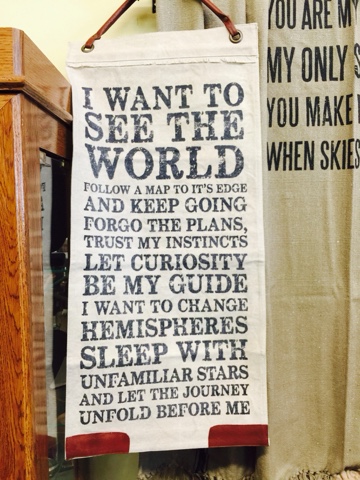 I WANT TO
SEE THE
WORLD
FOLLOW A MAP TO IT'S EDGE
AND KEEP GOING
FORGO THE PLANS,
TRUST MY INSTINCTS
LET CURIOSITY
BE MY GUIDE
I WANT TO CHANGE
HEMISPHERES
SLEEP WITH
UNFAMILIAR STARS
AND LET THE JOURNEY
UNFOLD BEFORE ME
YOU ARE MY
MY ONLY
YOU MAKE
WHEN SKIES